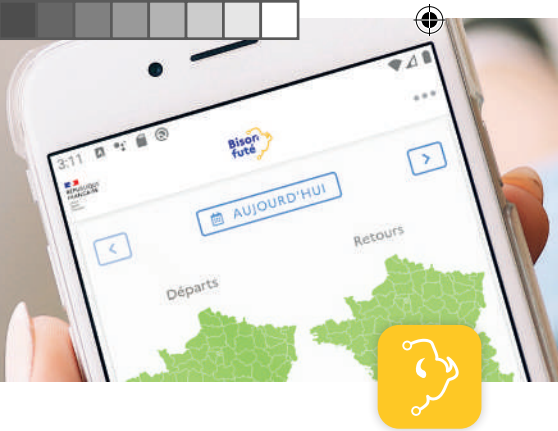 3:11
Bison
futé
RÉPUBLIQUE
FRANÇAISE
AUJOURD'HUI
Retours
Départs